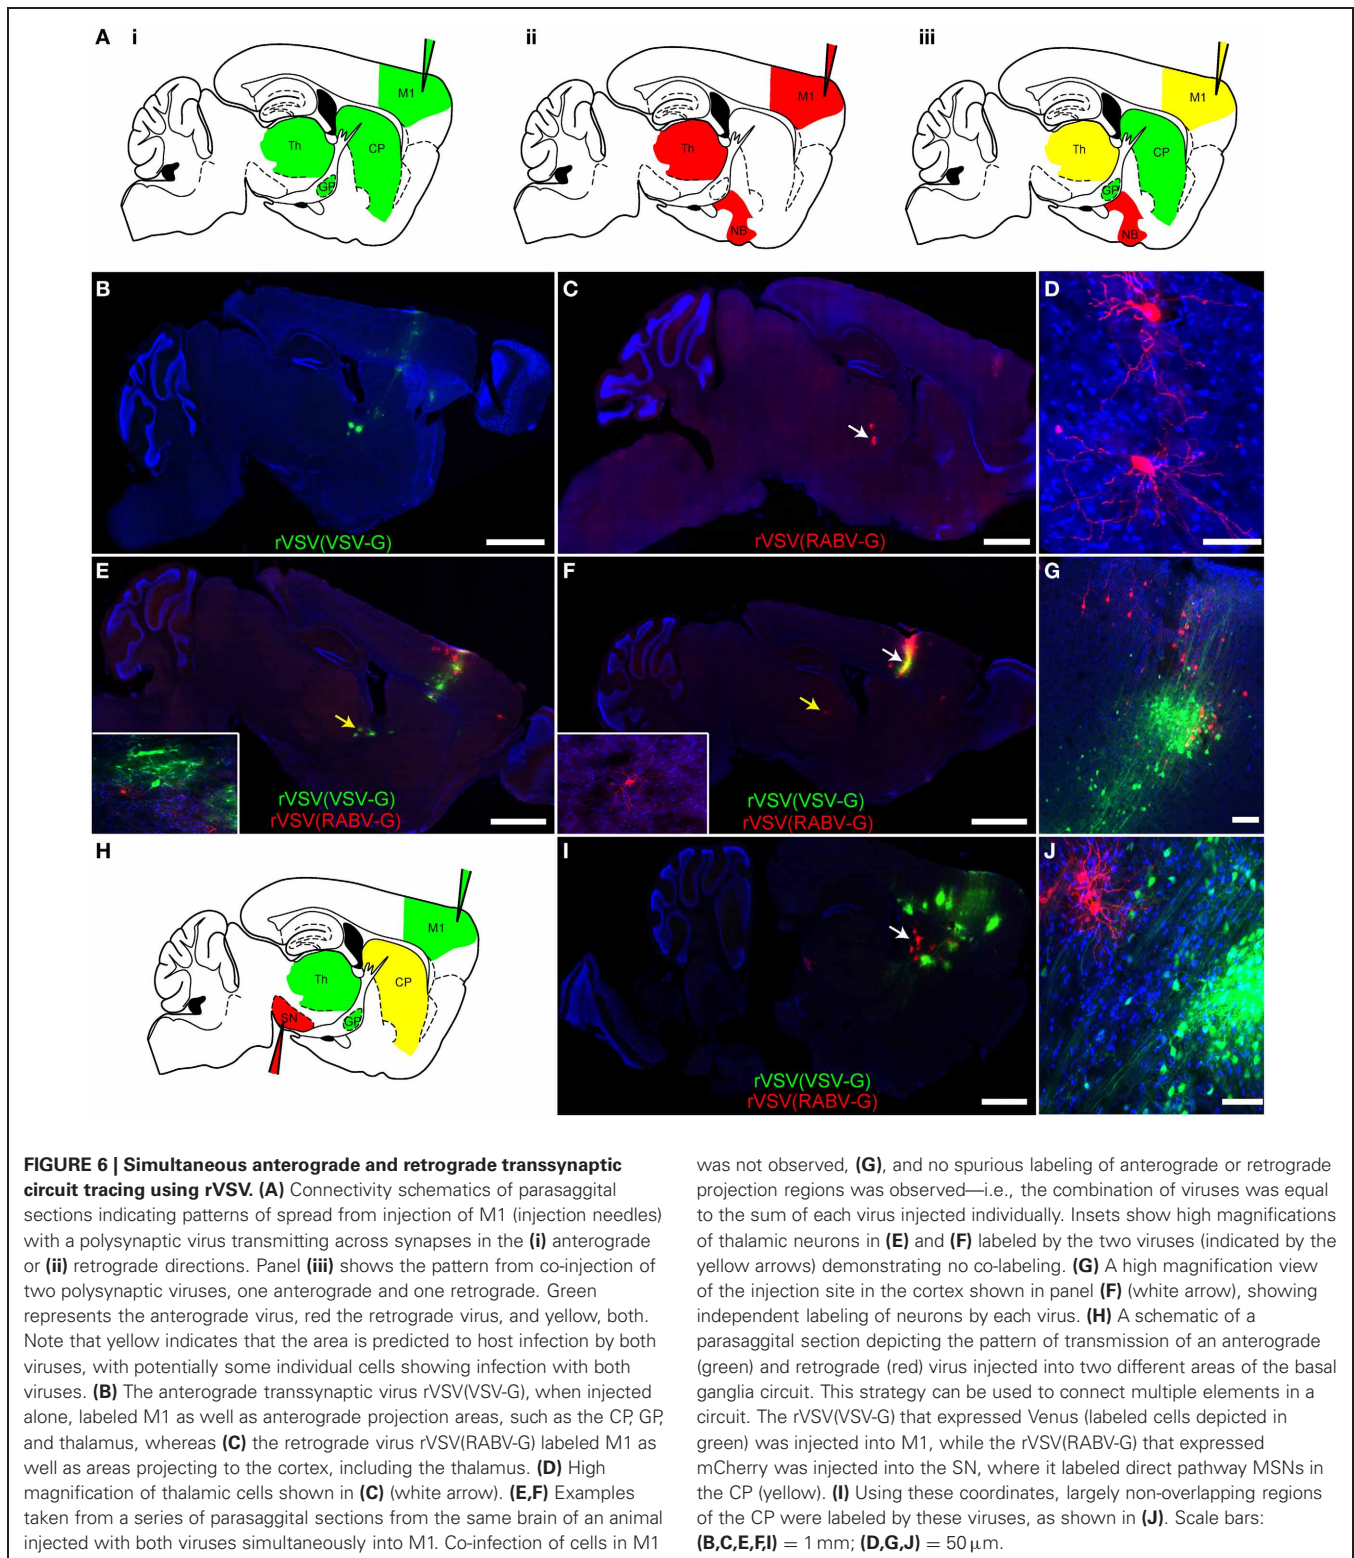 A i ii iii
M1 M1 M1
Th CP Th Th CP
GP GP
NB NB
B C D
rVSV(VSV-G) rVSV(RABV-G)
E F G
rVSV(VSV-G) rVSV(VSV-G)
rVSV(RABV-G) rVSV(RABV-G)
H I J
M1
Th CP
SN GP
rVSV(VSV-G)
rVSV(RABV-G)
FIGURE 6 | Simultaneous anterograde and retrograde transsynaptic
circuit tracing using rVSV. (A) Connectivity schematics of parasaggital
sections indicating patterns of spread from injection of M1 (injection needles)
with a polysynaptic virus transmitting across synapses in the (i) anterograde
or (ii) retrograde directions. Panel (iii) shows the pattern from co-injection of
two polysynaptic viruses, one anterograde and one retrograde. Green
represents the anterograde virus, red the retrograde virus, and yellow, both.
Note that yellow indicates that the area is predicted to host infection by both
viruses, with potentially some individual cells showing infection with both
viruses. (B) The anterograde transsynaptic virus rVSV(VSV-G), when injected
alone, labeled M1 as well as anterograde projection areas, such as the CP, GP,
and thalamus, whereas (C) the retrograde virus rVSV(RABV-G) labeled M1 as
well as areas projecting to the cortex, including the thalamus. (D) High
magnification of thalamic cells shown in (C) (white arrow). (E,F) Examples
taken from a series of parasaggital sections from the same brain of an animal
injected with both viruses simultaneously into M1. Co-infection of cells in M1
was not observed, (G), and no spurious labeling of anterograde or retrograde
projection regions was observed—i.e., the combination of viruses was equal
to the sum of each virus injected individually. Insets show high magnifications
of thalamic neurons in (E) and (F) labeled by the two viruses (indicated by the
yellow arrows) demonstrating no co-labeling. (G) A high magnification view
of the injection site in the cortex shown in panel (F) (white arrow), showing
independent labeling of neurons by each virus. (H) A schematic of a
parasaggital section depicting the pattern of transmission of an anterograde
(green) and retrograde (red) virus injected into two different areas of the basal
ganglia circuit. This strategy can be used to connect multiple elements in a
circuit. The rVSV(VSV-G) that expressed Venus (labeled cells depicted in
green) was injected into M1, while the rVSV(RABV-G) that expressed
mCherry was injected into the SN, where it labeled direct pathway MSNs in
the CP (yellow). (I) Using these coordinates, largely non-overlapping regions
of the CP were labeled by these viruses, as shown in (J). Scale bars:
(B,C,E,F,I) = 1 mm; (D,G,J) = 50 μm.